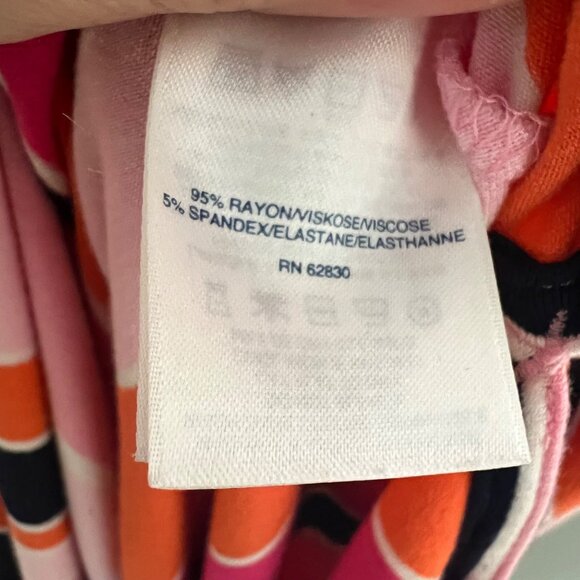 95% RAYON/VISKOSE/VISCOSE
5% SPANDEX/ELASTANE/ELASTHANNE
RN 62830